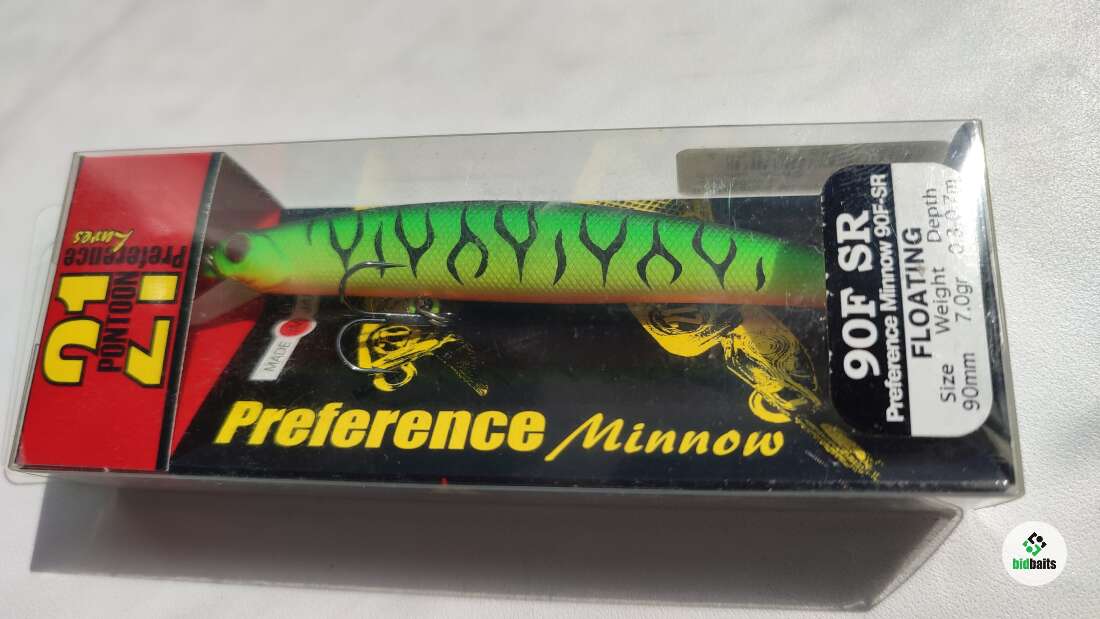 Preference
Lures
PONTOON
21
MADE
Preference Minnow
90F SR
Preference Minnow 90F-SR
FLOATING
Size Weight Depth
90mm 7.0gr 0.3-0.7m
bidbaits